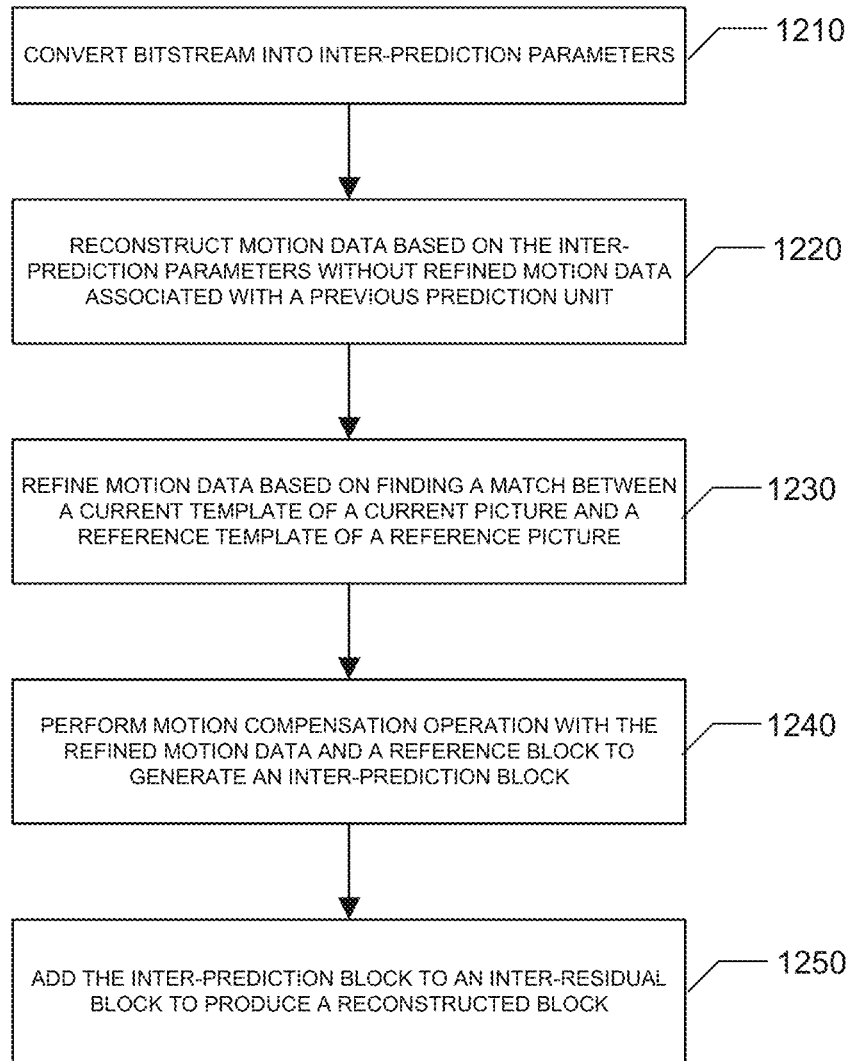 CONVERT BITSTREAM INTO INTER-PREDICTION PARAMETERS
1210
RECONSTRUCT MOTION DATA BASED ON THE INTER-
PREDICTION PARAMETERS WITHOUT REFINED MOTION DATA
ASSOCIATED WITH A PREVIOUS PREDICTION UNIT
1220
REFINE MOTION DATA BASED ON FINDING A MATCH BETWEEN
A CURRENT TEMPLATE OF A CURRENT PICTURE AND A
REFERENCE TEMPLATE OF A REFERENCE PICTURE
1230
PERFORM MOTION COMPENSATION OPERATION WITH THE
REFINED MOTION DATA AND A REFERENCE BLOCK TO
GENERATE AN INTER-PREDICTION BLOCK
1240
ADD THE INTER-PREDICTION BLOCK TO AN INTER-RESIDUAL
BLOCK TO PRODUCE A RECONSTRUCTED BLOCK
1250